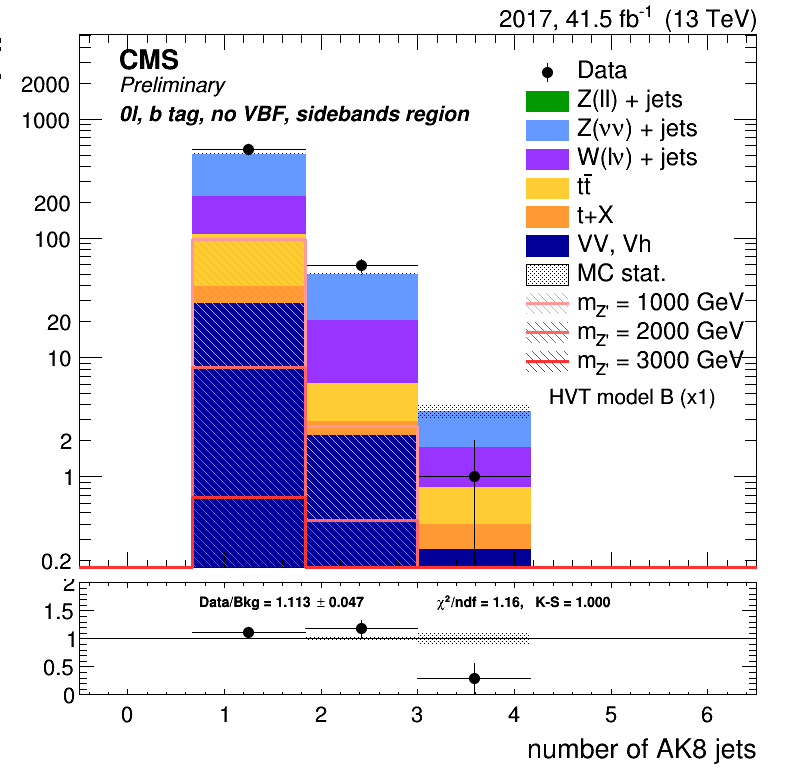 2017, 41.5 fb⁻¹ (13 TeV)
CMS
Preliminary
0l, b tag, no VBF, sidebands region
Data
Z(ll) + jets
Z(νν) + jets
W(lν) + jets
tt̄
t+X
VV, Vh
MC stat.
m_Z' = 1000 GeV
m_Z' = 2000 GeV
m_Z' = 3000 GeV
HVT model B (x1)
2000
1000
200
100
20
10
2
1
0.2
2
1.5
1
0.5
0
Data/Bkg = 1.113 ± 0.047
χ²/ndf = 1.16, K-S = 1.000
0 1 2 3 4 5 6
number of AK8 jets